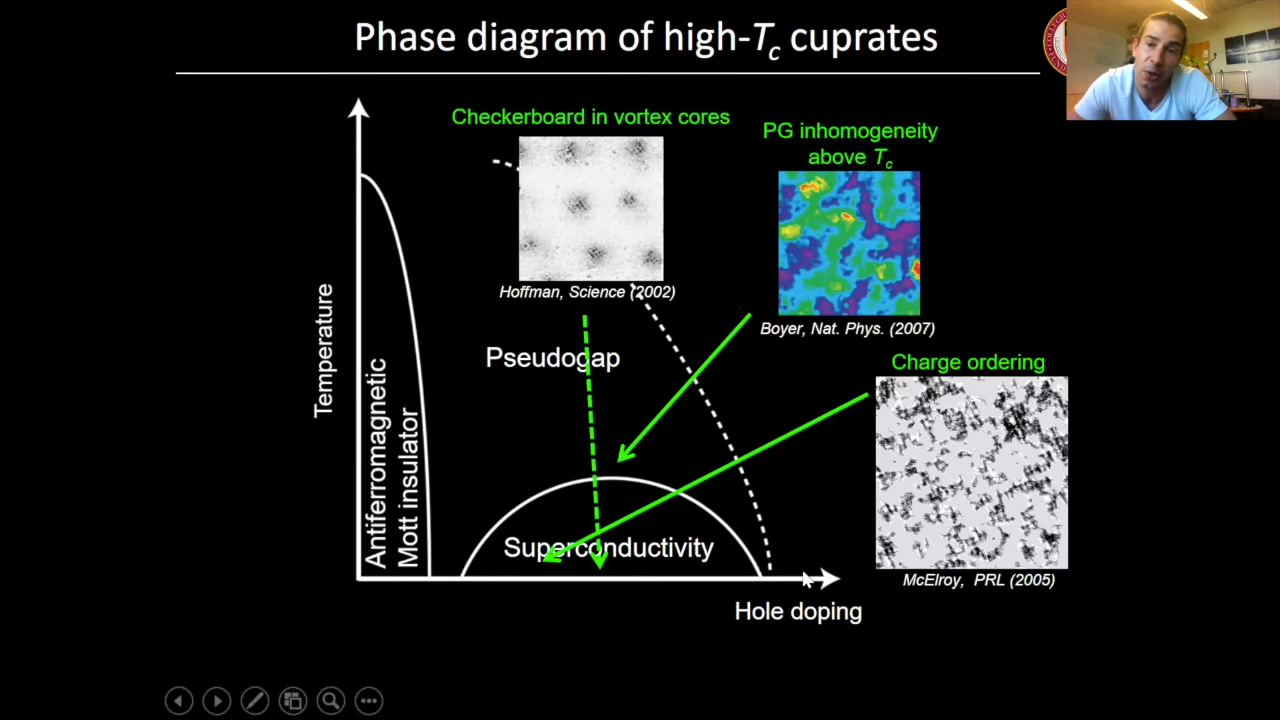 Phase diagram of high-Tc cuprates
Checkerboard in vortex cores
PG inhomogeneity
above Tc
Hoffman, Science (2002)
Boyer, Nat. Phys. (2007)
Pseudogap
Charge ordering
Temperature
Antiferromagnetic
Mott insulator
Superconductivity
McElroy, PRL (2005)
Hole doping